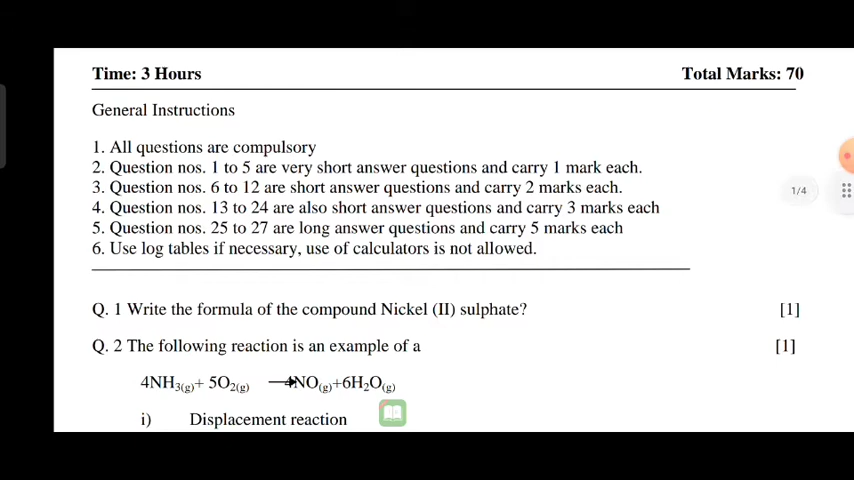 Time: 3 Hours Total Marks: 70
General Instructions
1. All questions are compulsory
2. Question nos. 1 to 5 are very short answer questions and carry 1 mark each.
3. Question nos. 6 to 12 are short answer questions and carry 2 marks each.
4. Question nos. 13 to 24 are also short answer questions and carry 3 marks each
5. Question nos. 25 to 27 are long answer questions and carry 5 marks each
6. Use log tables if necessary, use of calculators is not allowed.
1/4
Q. 1 Write the formula of the compound Nickel (II) sulphate? [1]
Q. 2 The following reaction is an example of a [1]
4NH3(g)+ 5O2(g) → 4NO(g)+6H2O(g)
i) Displacement reaction